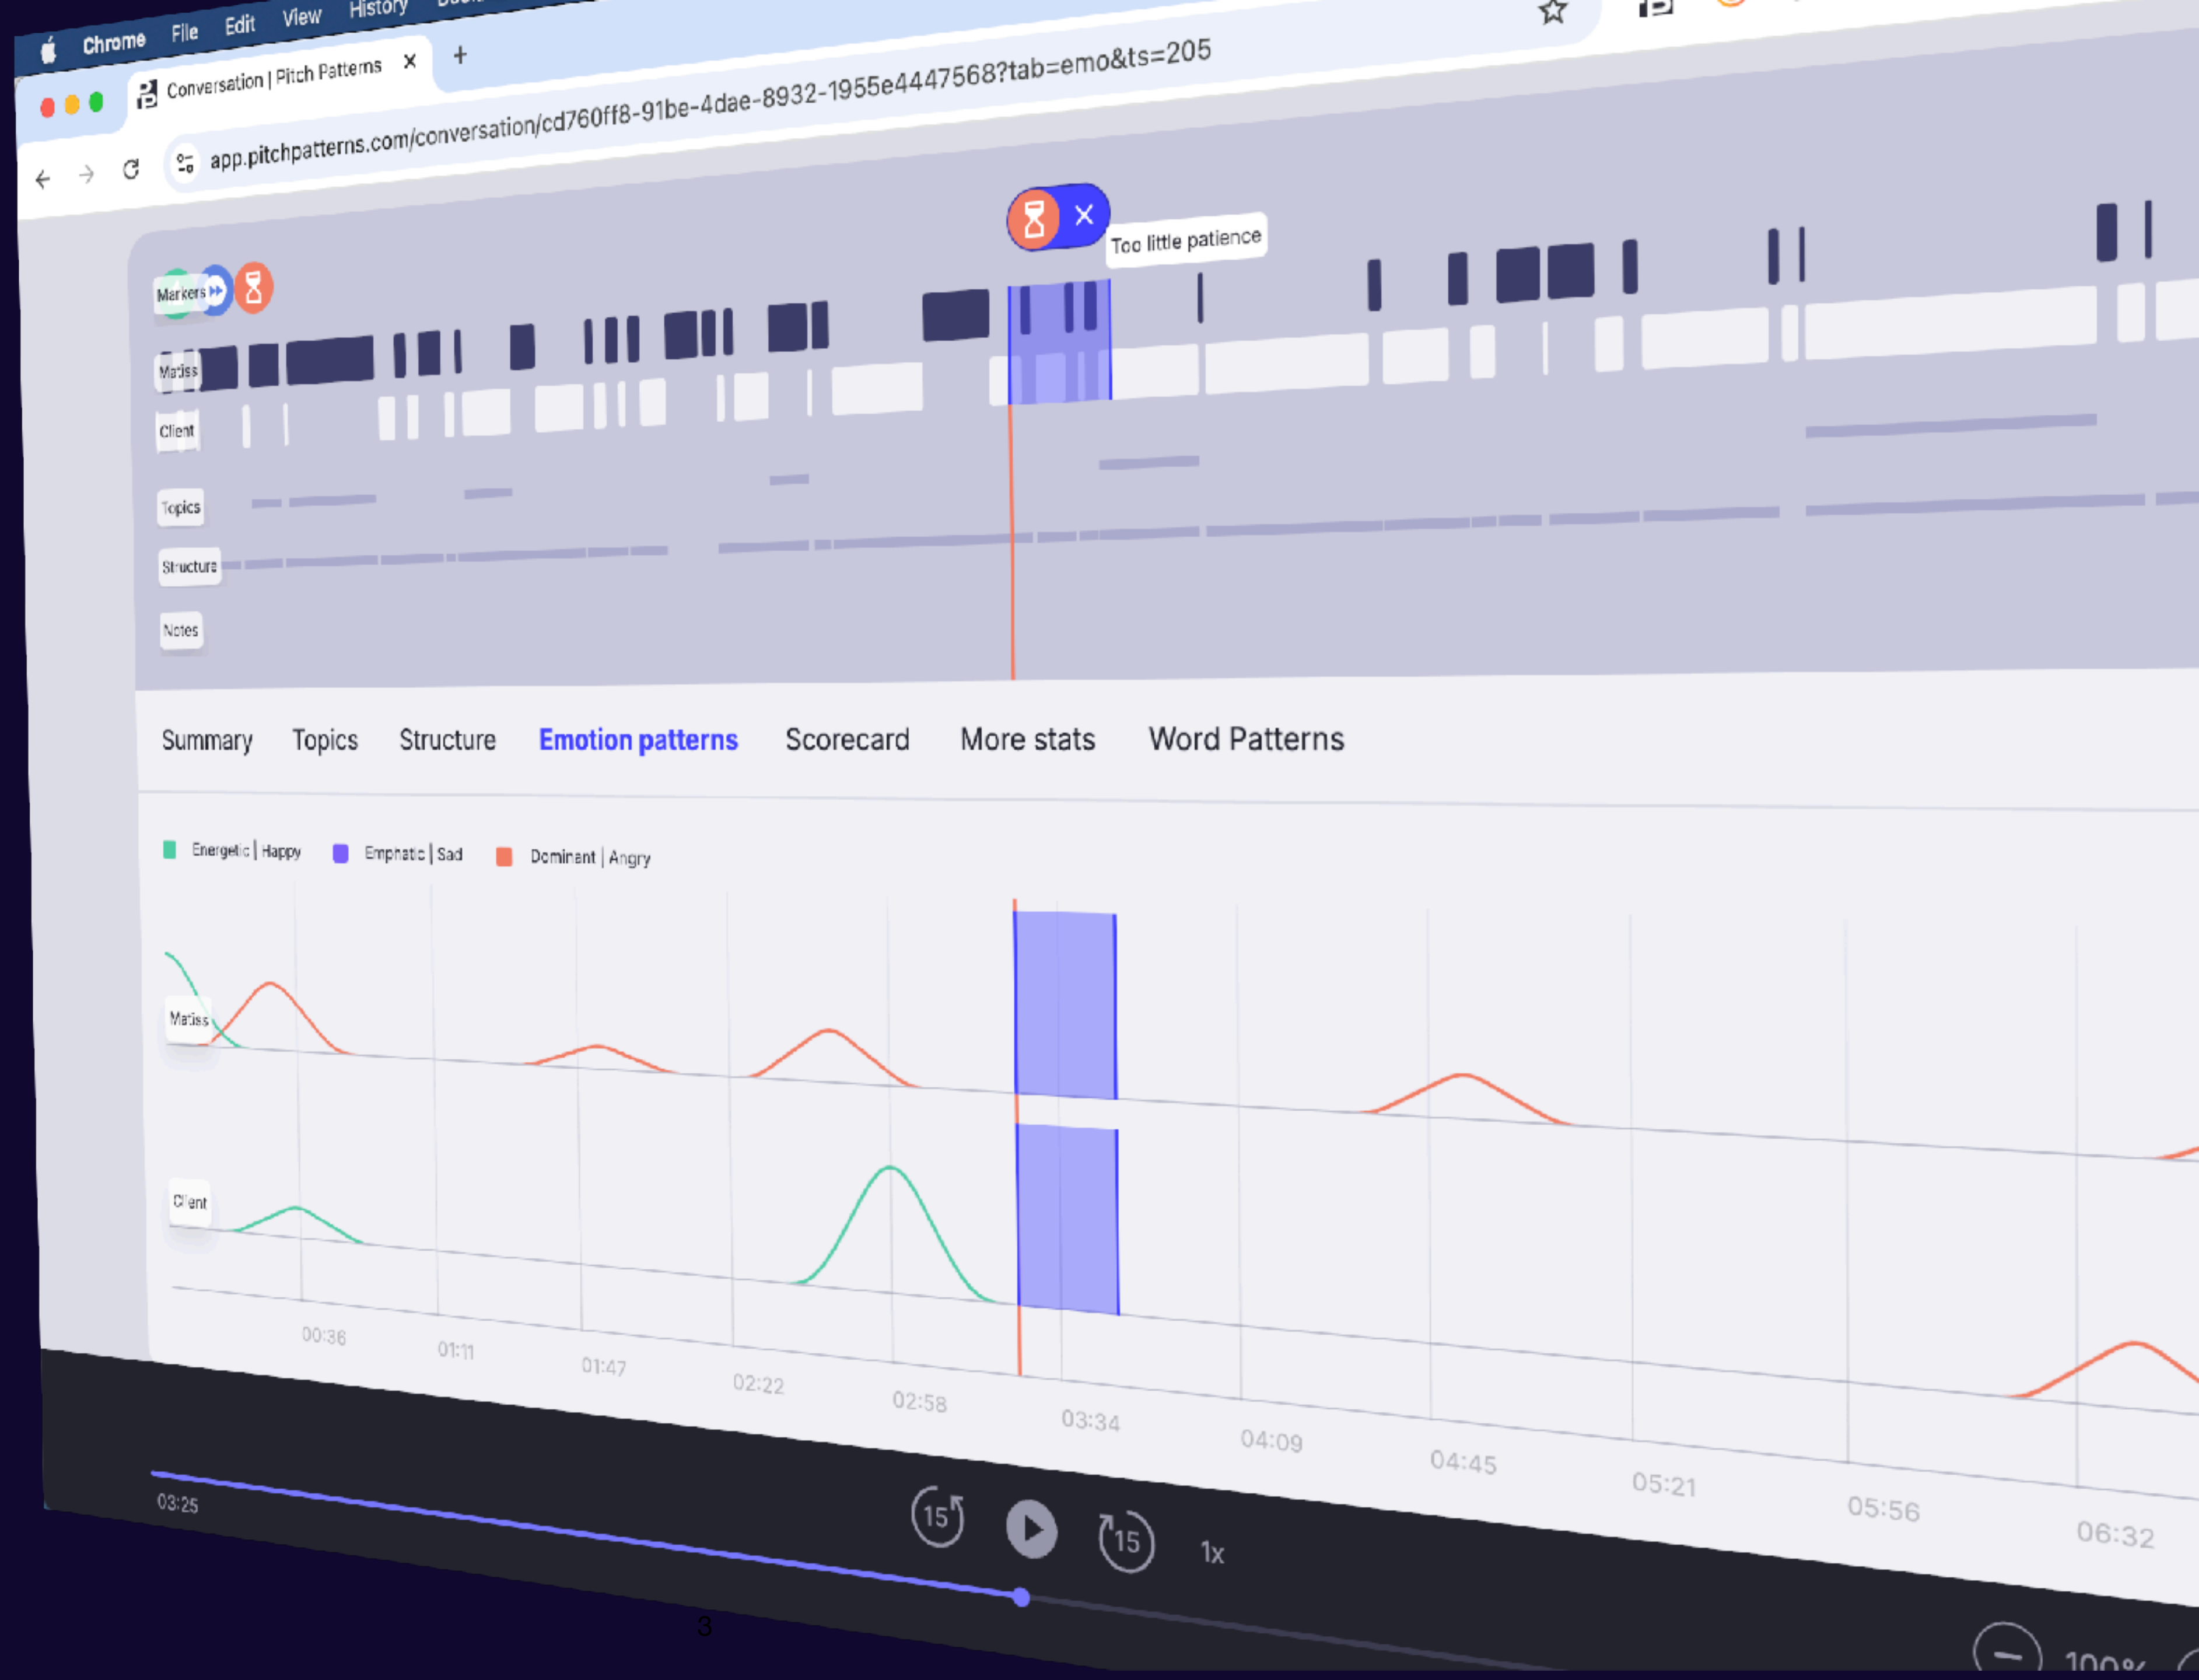 Chrome File Edit View History
Conversation | Pitch Patterns
app.pitchpatterns.com/conversation/cd760ff8-91be-4dae-8932-1955e4447568?tab=emo&ts=205
Too little patience
Markers
Matiss
Client
Topics
Structure
Notes
Summary Topics Structure Emotion patterns Scorecard More stats Word Patterns
Energetic | Happy Emphatic | Sad Dominant | Angry
Matiss
Client
00:36 01:11 01:47 02:22 02:58 03:34 04:09 04:45 05:21 05:56 06:32
03:25
15 15 1x
3
100%